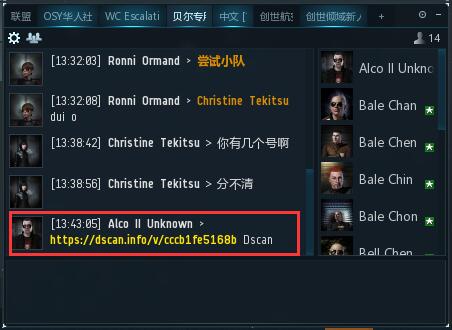 联盟 OSY华人社 WC Escalati 贝尔专用 中文 [ 创世航 创世倾域新人 +
14
[13:32:03] Ronni Ormand > 尝试小队
[13:32:08] Ronni Ormand > Christine Tekitsu
dui o
[13:38:42] Christine Tekitsu > 你有几个号啊
[13:38:56] Christine Tekitsu > 分不清
[13:43:05] Alco II Unknown >
https://dscan.info/v/cccb1fe5168b Dscan
Alco II Unkno
Bale Chan
Bale Chen
Bale Chin
Bale Chon
Bell Chen